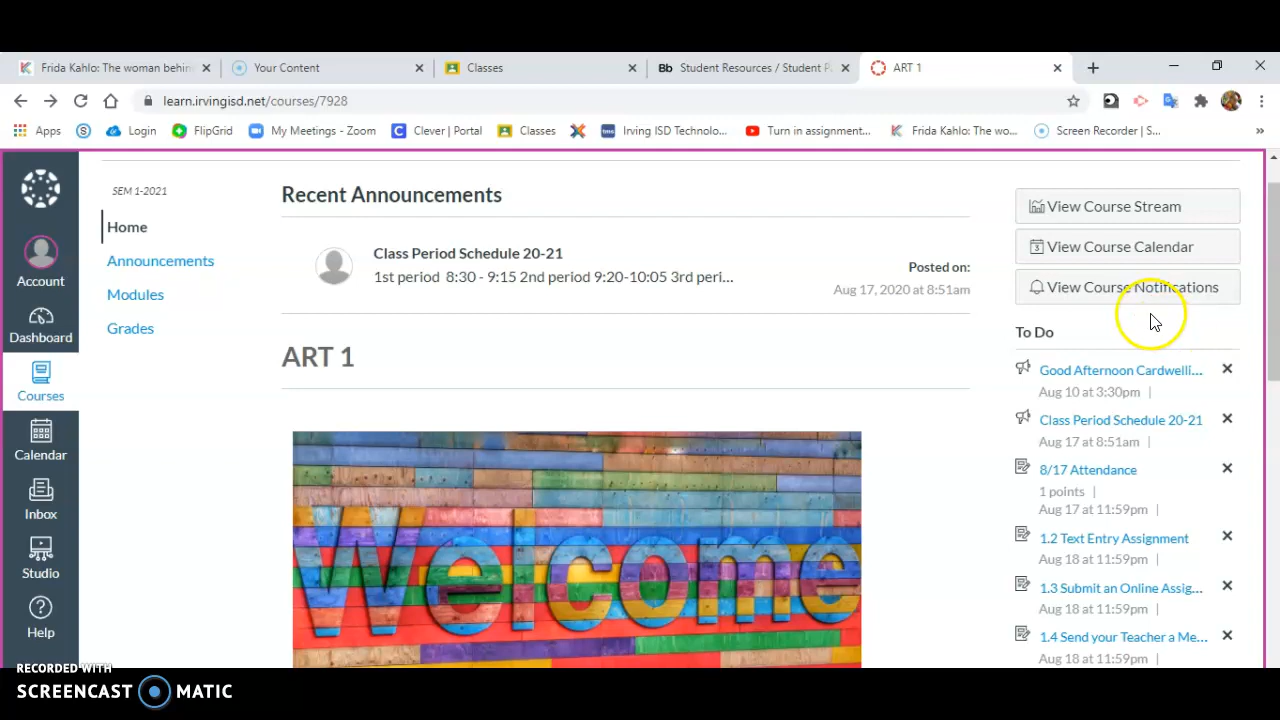 Frida Kahlo: The woman behin
Your Content
Classes
Bb Student Resources / Student P
ART 1
learn.irvingisd.net/courses/7928
Apps
Login
FlipGrid
My Meetings - Zoom
Clever | Portal
Classes
Irving ISD Technolo...
Turn in assignment...
Frida Kahlo: The wo...
Screen Recorder | S...
»
Account
Dashboard
Courses
Calendar
Inbox
Studio
Help
SEM 1-2021
Home
Announcements
Modules
Grades
Recent Announcements
Class Period Schedule 20-21
1st period 8:30 - 9:15 2nd period 9:20-10:05 3rd peri...
Posted on:
Aug 17, 2020 at 8:51am
ART 1
Welcome
View Course Stream
View Course Calendar
View Course Notifications
To Do
Good Afternoon Cardwelli...
Aug 10 at 3:30pm |
Class Period Schedule 20-21
Aug 17 at 8:51am |
8/17 Attendance
1 points |
Aug 17 at 11:59pm |
1.2 Text Entry Assignment
Aug 18 at 11:59pm |
1.3 Submit an Online Assig...
Aug 18 at 11:59pm |
1.4 Send your Teacher a Me...
Aug 18 at 11:59pm |
RECORDED WITH
SCREENCAST MATIC